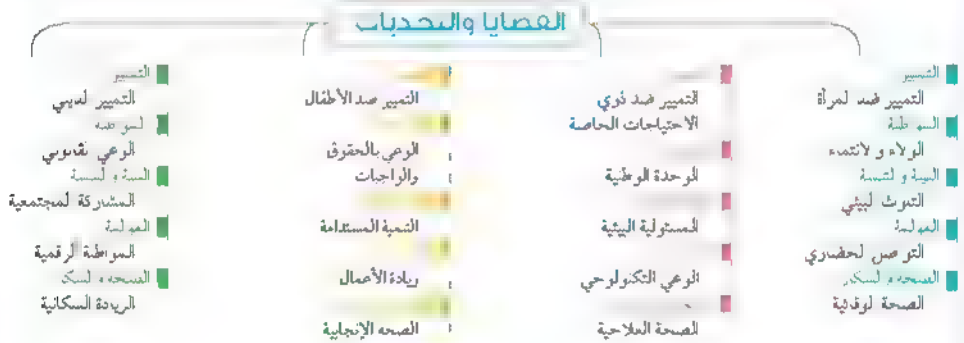 القضايا والتحديات
التمييز
التمييز ضد المرأة
المواطنة
الولاء والانتماء
البيئة والتنمية
التلوث البيئي
العولمة
التواصل الحضاري
الصحة والسكان
الصحة الوقائية
التمييز ضد ذوي
الاحتياجات الخاصة
الوحدة الوطنية
المسئولية البيئية
الوعي التكنولوجي
الصحة العلاجية
التمييز ضد الأطفال
الوعي بالحقوق
والواجبات
التنمية المستدامة
ريادة الأعمال
الصحة الإنجابية
التمييز
التمييز الديني
المواطنة
الوعي القانوني
البيئة والتنمية
المشاركة المجتمعية
العولمة
المواطنة الرقمية
الصحة والسكان
الزيادة السكانية